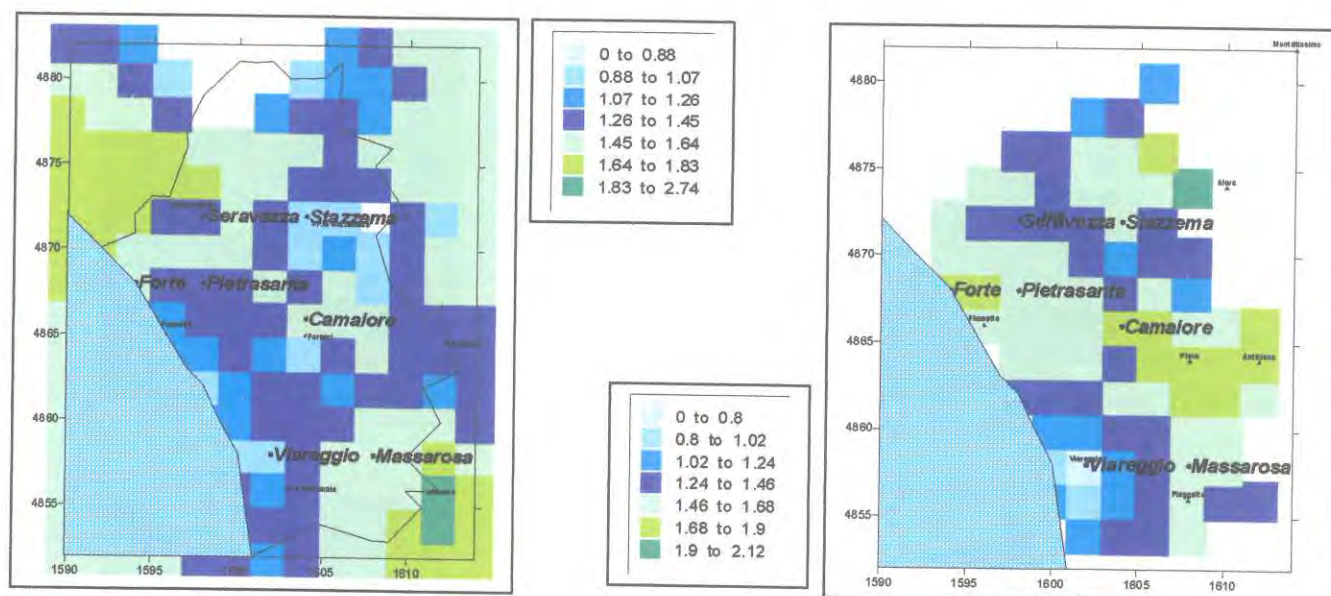 4880
4875
4870
4865
4860
4855
1590
1595
1605
1610
Seravezza
Stazzema
Forte
Pietrasanta
Camaiore
Viareggio
Massarosa
0 to 0.88
0.88 to 1.07
1.07 to 1.26
1.26 to 1.45
1.45 to 1.64
1.64 to 1.83
1.83 to 2.74
0 to 0.8
0.8 to 1.02
1.02 to 1.24
1.24 to 1.46
1.46 to 1.68
1.68 to 1.9
1.9 to 2.12
4880
4875
4870
4865
4860
4855
1590
1595
1600
1605
1610
Seravezza
Stazzema
Forte
Pietrasanta
Camaiore
Viareggio
Viareggio
Massarosa